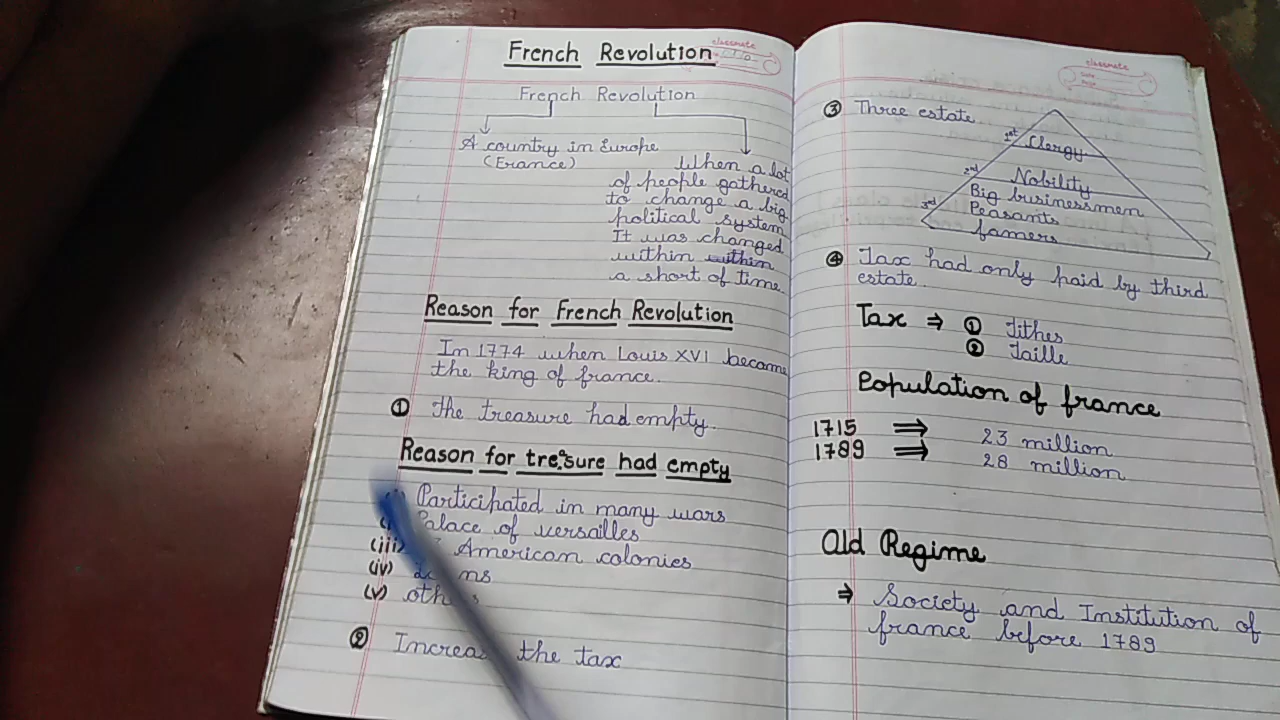 French Revolution
classmate
French Revolution
A country in Europe
(France)
When a lot
of people gathered
to change a big
political system
It was changed
within within
a short of time.
Reason for French Revolution
In 1774 when Louis XVI became
the king of france.
① The treasure had empty.
Reason for tresure had empty
Participated in many wars
Palace of versailles
(iii) American colonies
(iv)
(v)
② the tax
classmate
Date
Page
③ Three estate
1st Clergy
2nd Nobility
Big businessmen
3rd Peasants
famers
④ Tax had only paid by third
estate.
Tax ⇒ ① Tithes
② Taille
Population of france
1715 ⇒ 23 million
1789 ⇒ 28 million
Old Regime
⇒ Society and Institution of
france before 1789